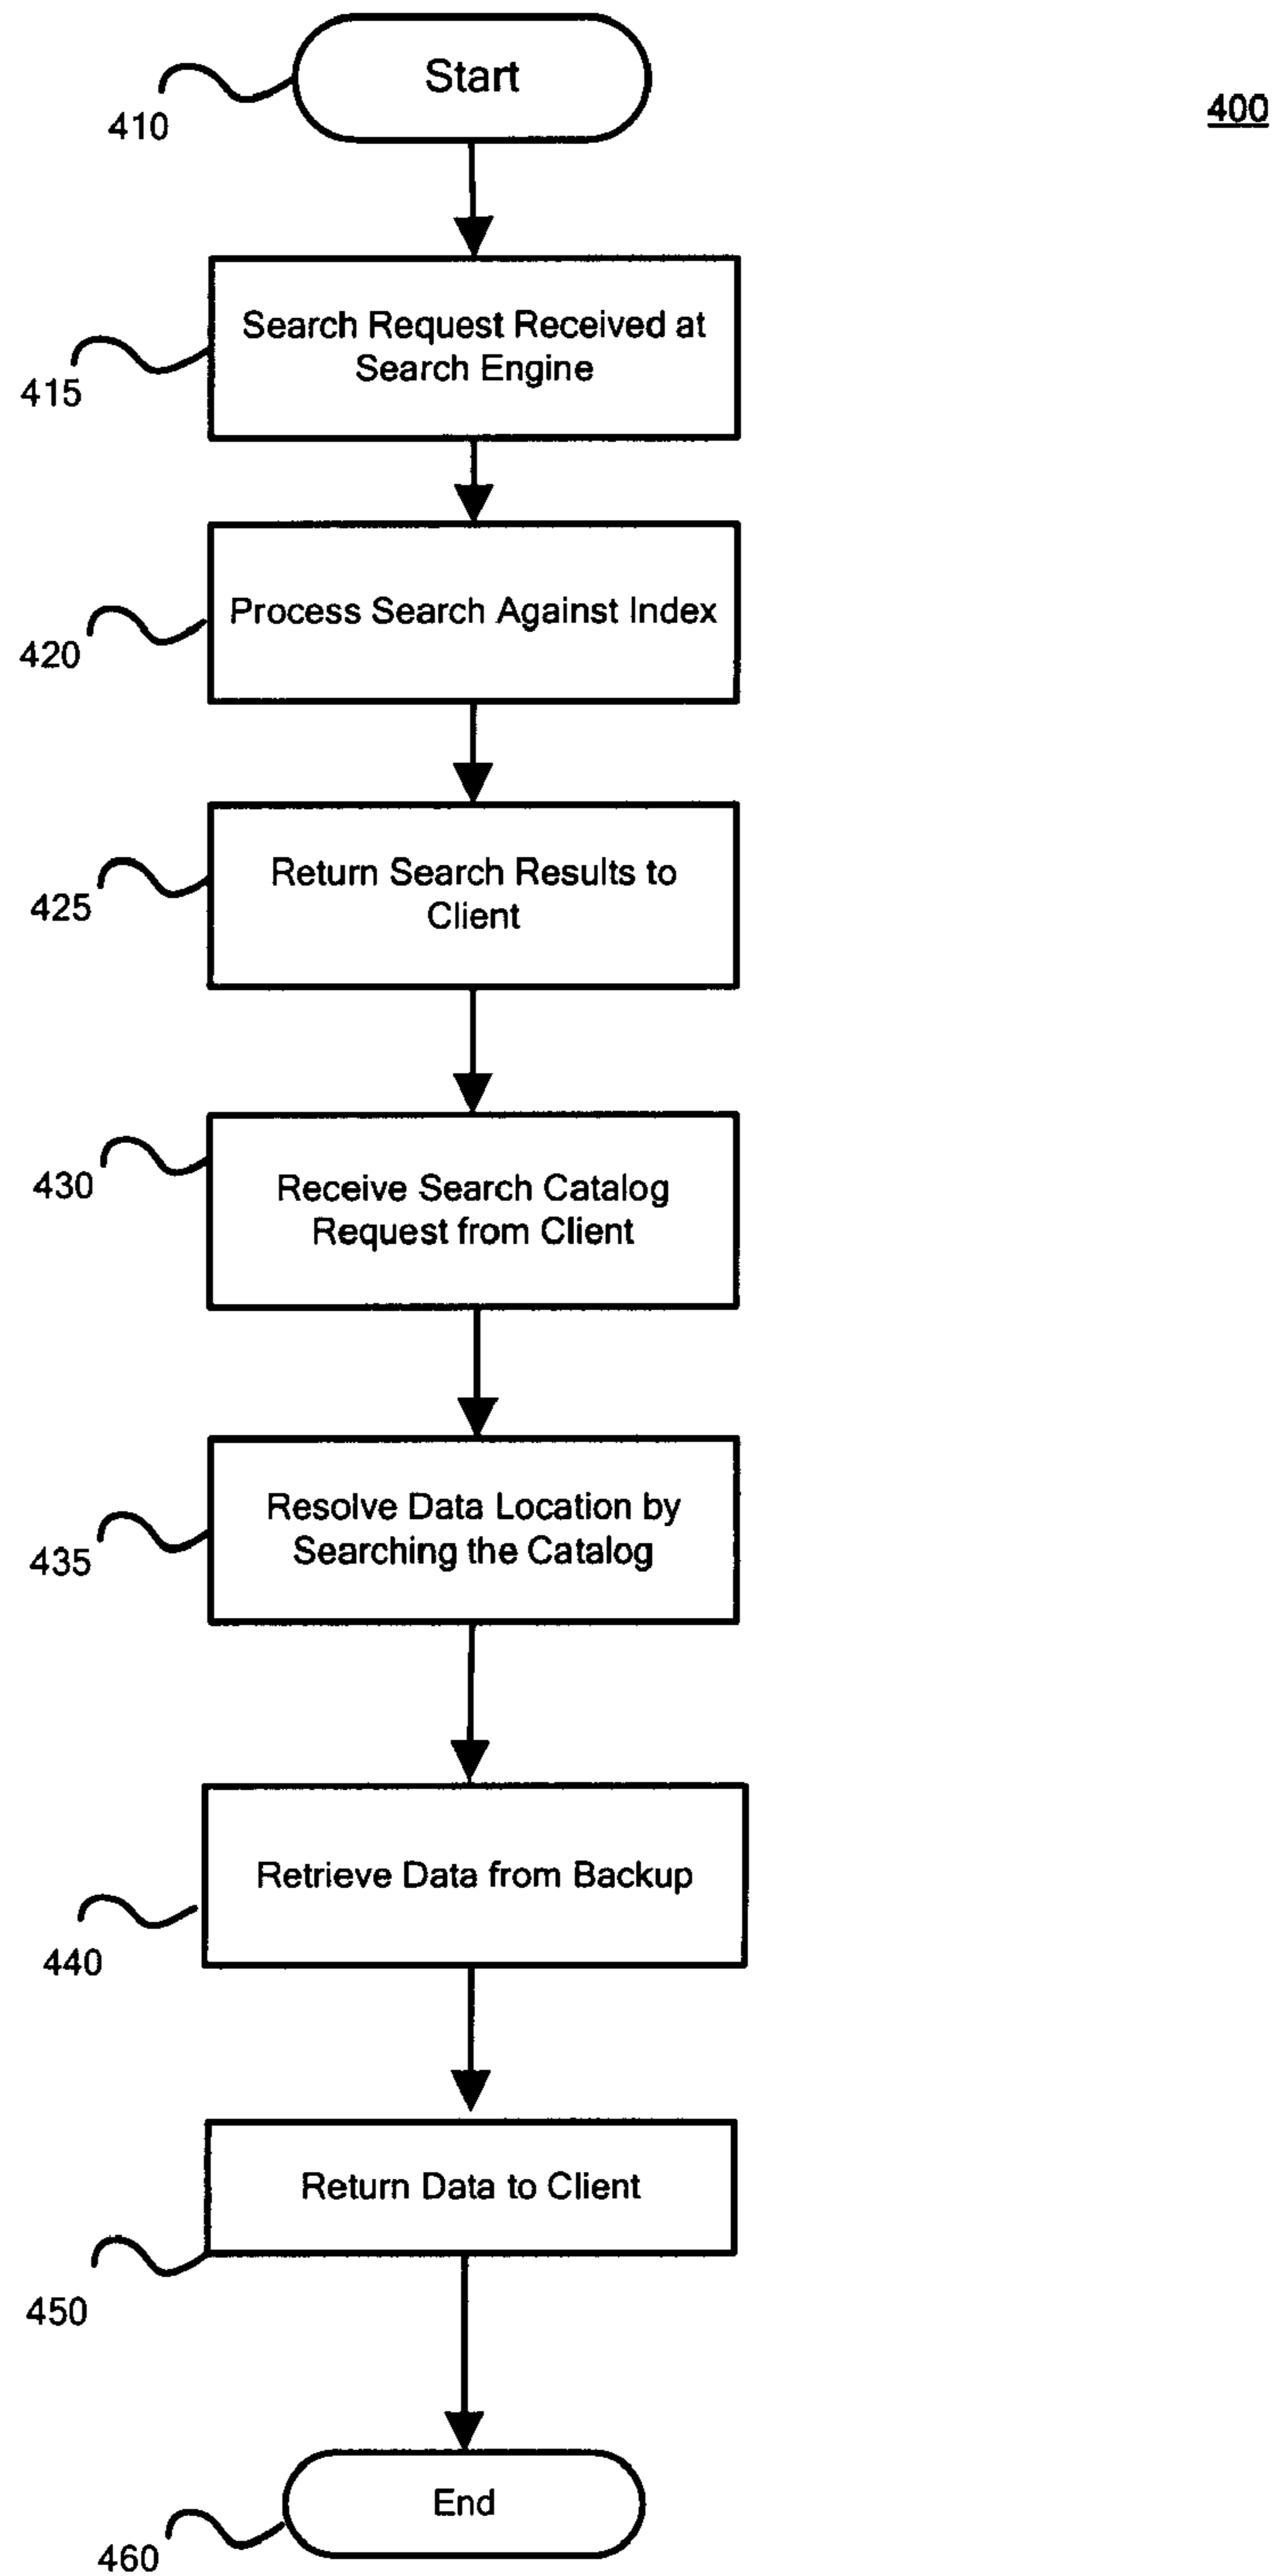 Start
410
400
Search Request Received at
Search Engine
415
Process Search Against Index
420
Return Search Results to
Client
425
Receive Search Catalog
Request from Client
430
Resolve Data Location by
Searching the Catalog
435
Retrieve Data from Backup
440
Return Data to Client
450
End
460